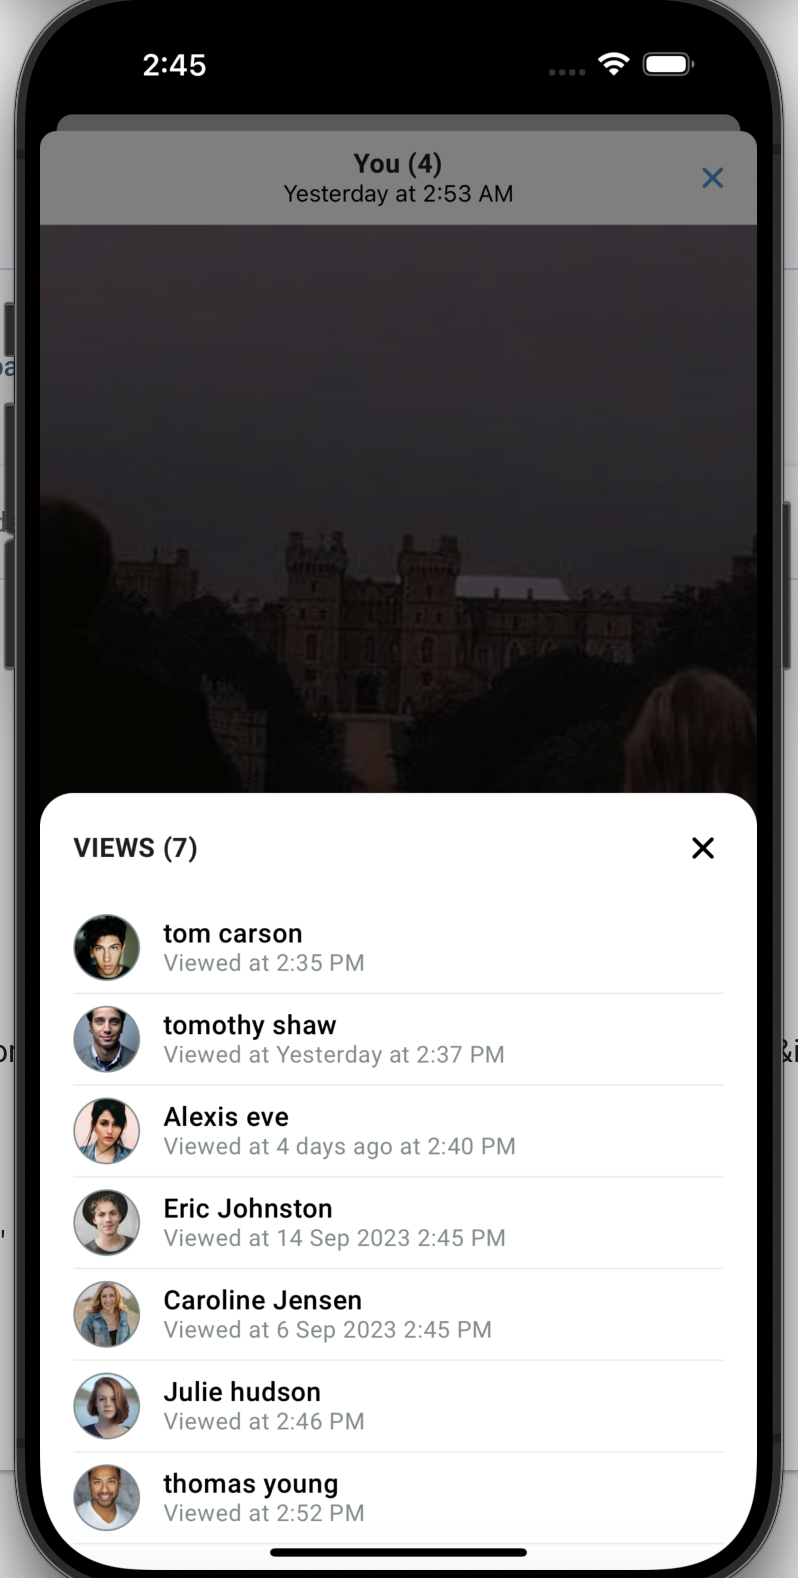 2:45
You (4)
Yesterday at 2:53 AM
VIEWS (7)
tom carson
Viewed at 2:35 PM
tomothy shaw
Viewed at Yesterday at 2:37 PM
Alexis eve
Viewed at 4 days ago at 2:40 PM
Eric Johnston
Viewed at 14 Sep 2023 2:45 PM
Caroline Jensen
Viewed at 6 Sep 2023 2:45 PM
Julie hudson
Viewed at 2:46 PM
thomas young
Viewed at 2:52 PM